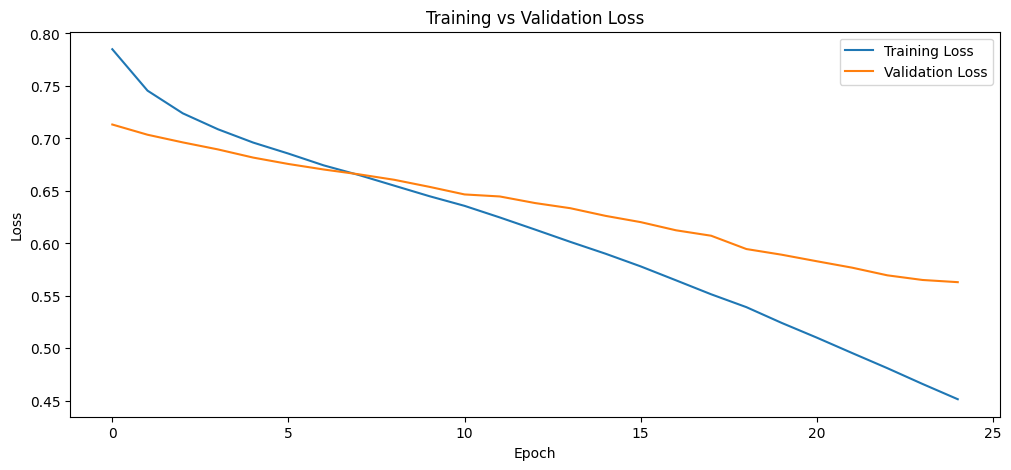 Training vs Validation Loss
Training Loss
Validation Loss
0.80
0.75
0.70
0.65
0.60
0.55
0.50
0.45
Loss
0 5 10 15 20 25
Epoch